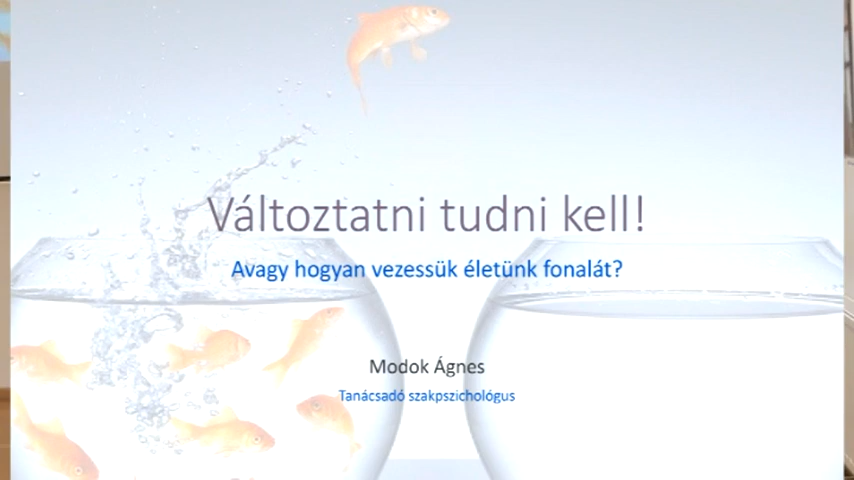 Változtatni tudni kell!
Avagy hogyan vezessük életünk fonalát?
Modok Ágnes
Tanácsadó szakpszichológus